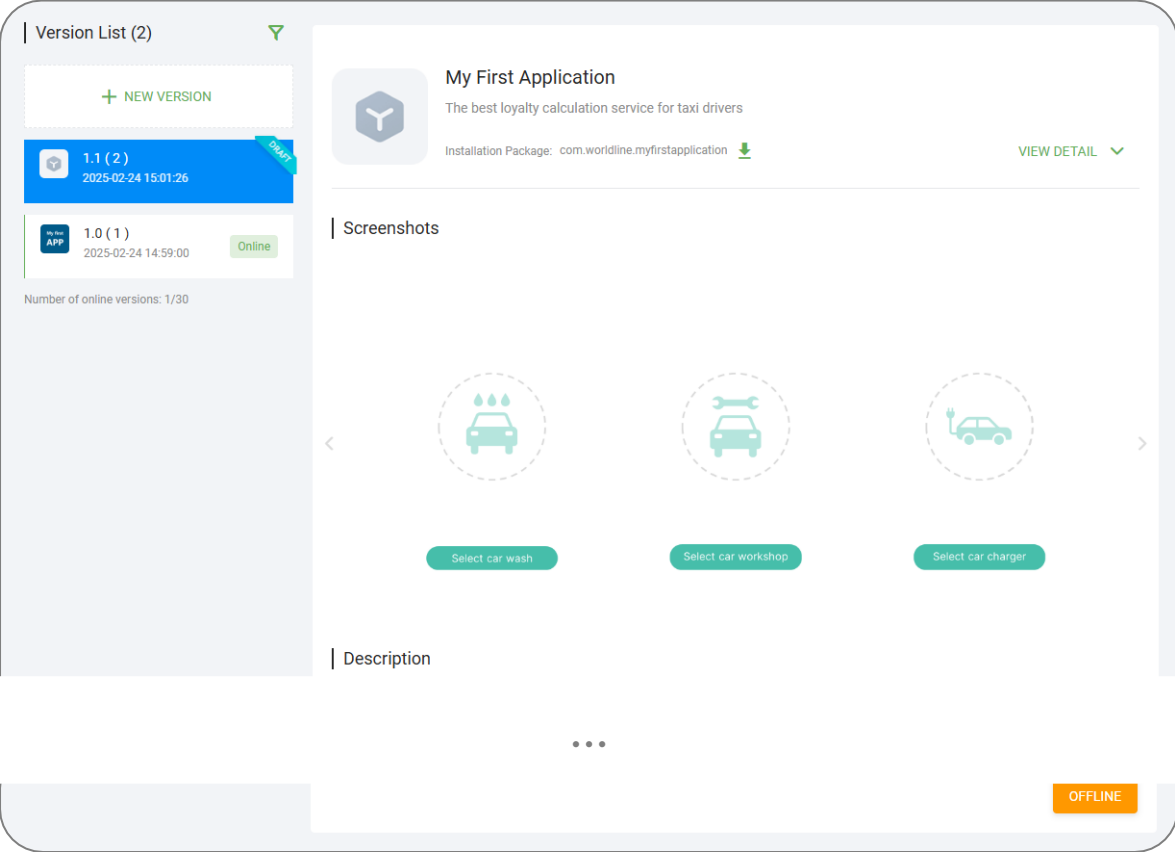 Version List (2)
NEW VERSION
DRAFT
1.1 ( 2 )
2025-02-24 15:01:26
My First
APP
1.0 ( 1 )
2025-02-24 14:59:00
Online
Number of online versions: 1/30
My First Application
The best loyalty calculation service for taxi drivers
Installation Package: com.worldline.myfirstapplication
VIEW DETAIL
Screenshots
Select car wash
Select car workshop
Select car charger
Description
OFFLINE